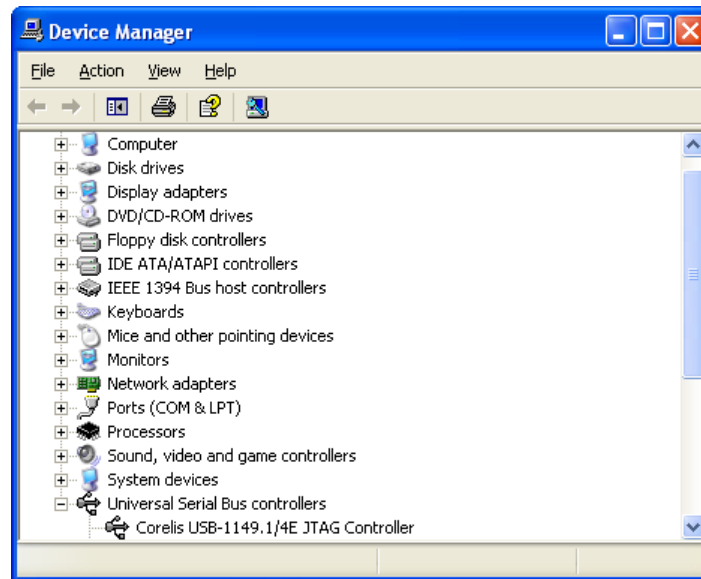 Device Manager
File Action View Help
Computer
Disk drives
Display adapters
DVD/CD-ROM drives
Floppy disk controllers
IDE ATA/ATAPI controllers
IEEE 1394 Bus host controllers
Keyboards
Mice and other pointing devices
Monitors
Network adapters
Ports (COM & LPT)
Processors
Sound, video and game controllers
System devices
Universal Serial Bus controllers
Corelis USB-1149.1/4E JTAG Controller